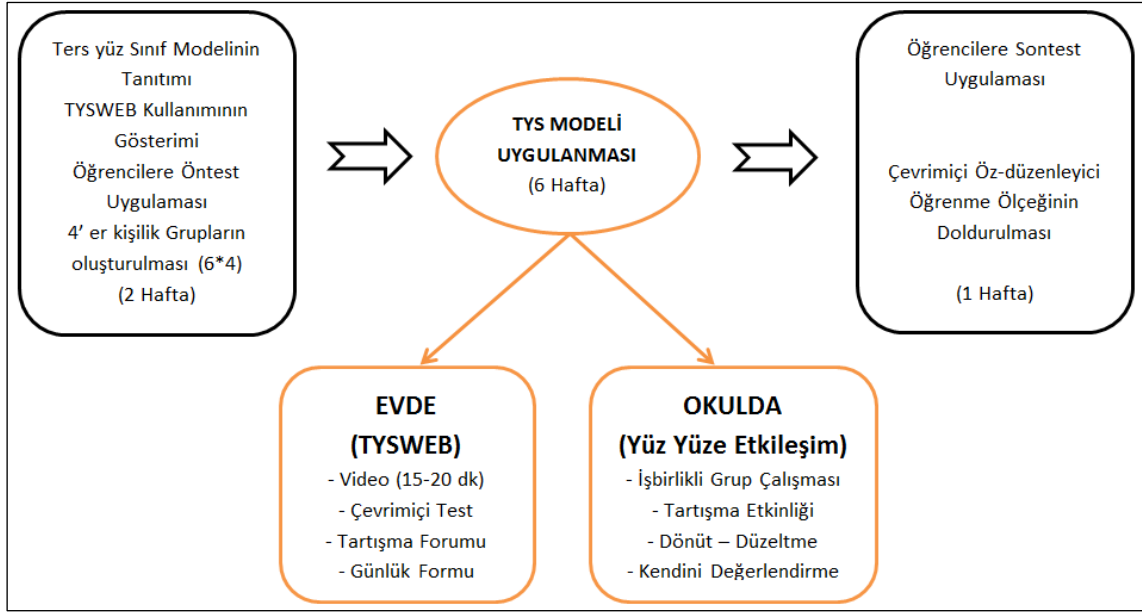 Ters yüz Sınıf Modelinin
Tanıtımı
TYSWEB Kullanımının
Gösterimi
Öğrencilere Öntest
Uygulaması
4’ er kişilik Grupların
oluşturulması (6*4)
(2 Hafta)
TYS MODELİ
UYGULANMASI
(6 Hafta)
Öğrencilere Sontest
Uygulaması
Çevrimiçi Öz-düzenleyici
Öğrenme Ölçeğinin
Doldurulması
(1 Hafta)
EVDE
(TYSWEB)
- Video (15-20 dk)
- Çevrimiçi Test
- Tartışma Forumu
- Günlük Formu
OKULDA
(Yüz Yüze Etkileşim)
- İşbirlikli Grup Çalışması
- Tartışma Etkinliği
- Dönüt – Düzeltme
- Kendini Değerlendirme